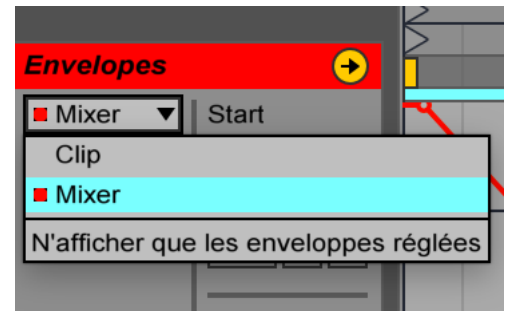 Envelopes
Mixer
Start
Clip
Mixer
N'afficher que les enveloppes réglées